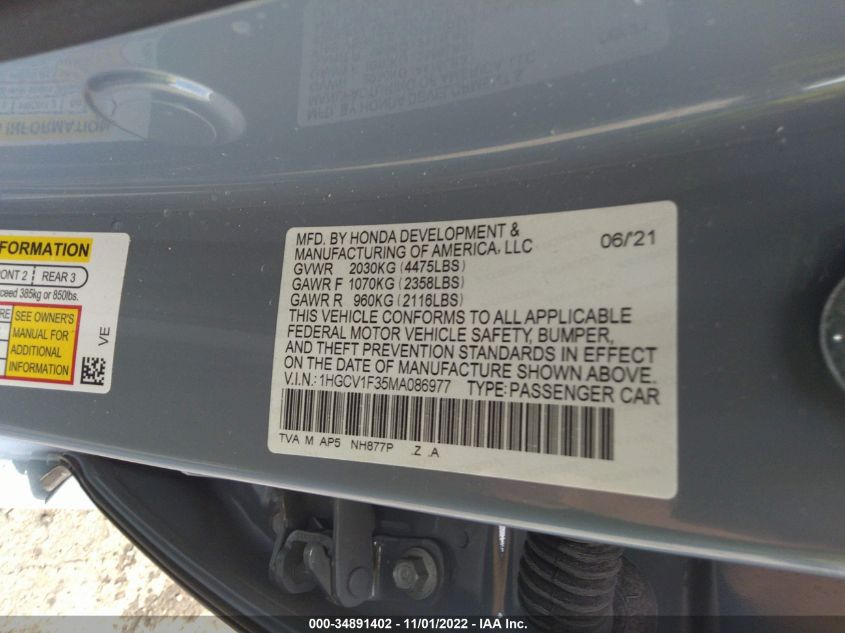 FORMATION
ONT 2 REAR 3
ceed 385kg or 850lbs.
RE
SEE OWNER'S
MANUAL FOR
ADDITIONAL
INFORMATION
VE
MFD. BY HONDA DEVELOPMENT &
MANUFACTURING OF AMERICA, LLC 06/'21
GVWR 2030KG(4475LBS)
GAWR F 1070KG(2358LBS)
GAWR R 960KG(2116LBS)
THIS VEHICLE CONFORMS TO ALL APPLICABLE
FEDERAL MOTOR VEHICLE SAFETY, BUMPER,
AND THEFT PREVENTION STANDARDS IN EFFECT
ON THE DATE OF MANUFACTURE SHOWN ABOVE.
V.I.N.: 1HGCV1F35MA086977 TYPE:PASSENGER CAR
TVA M AP5 NH877P .Z .A
000-34891402 - 11/01/2022 - IAA Inc.